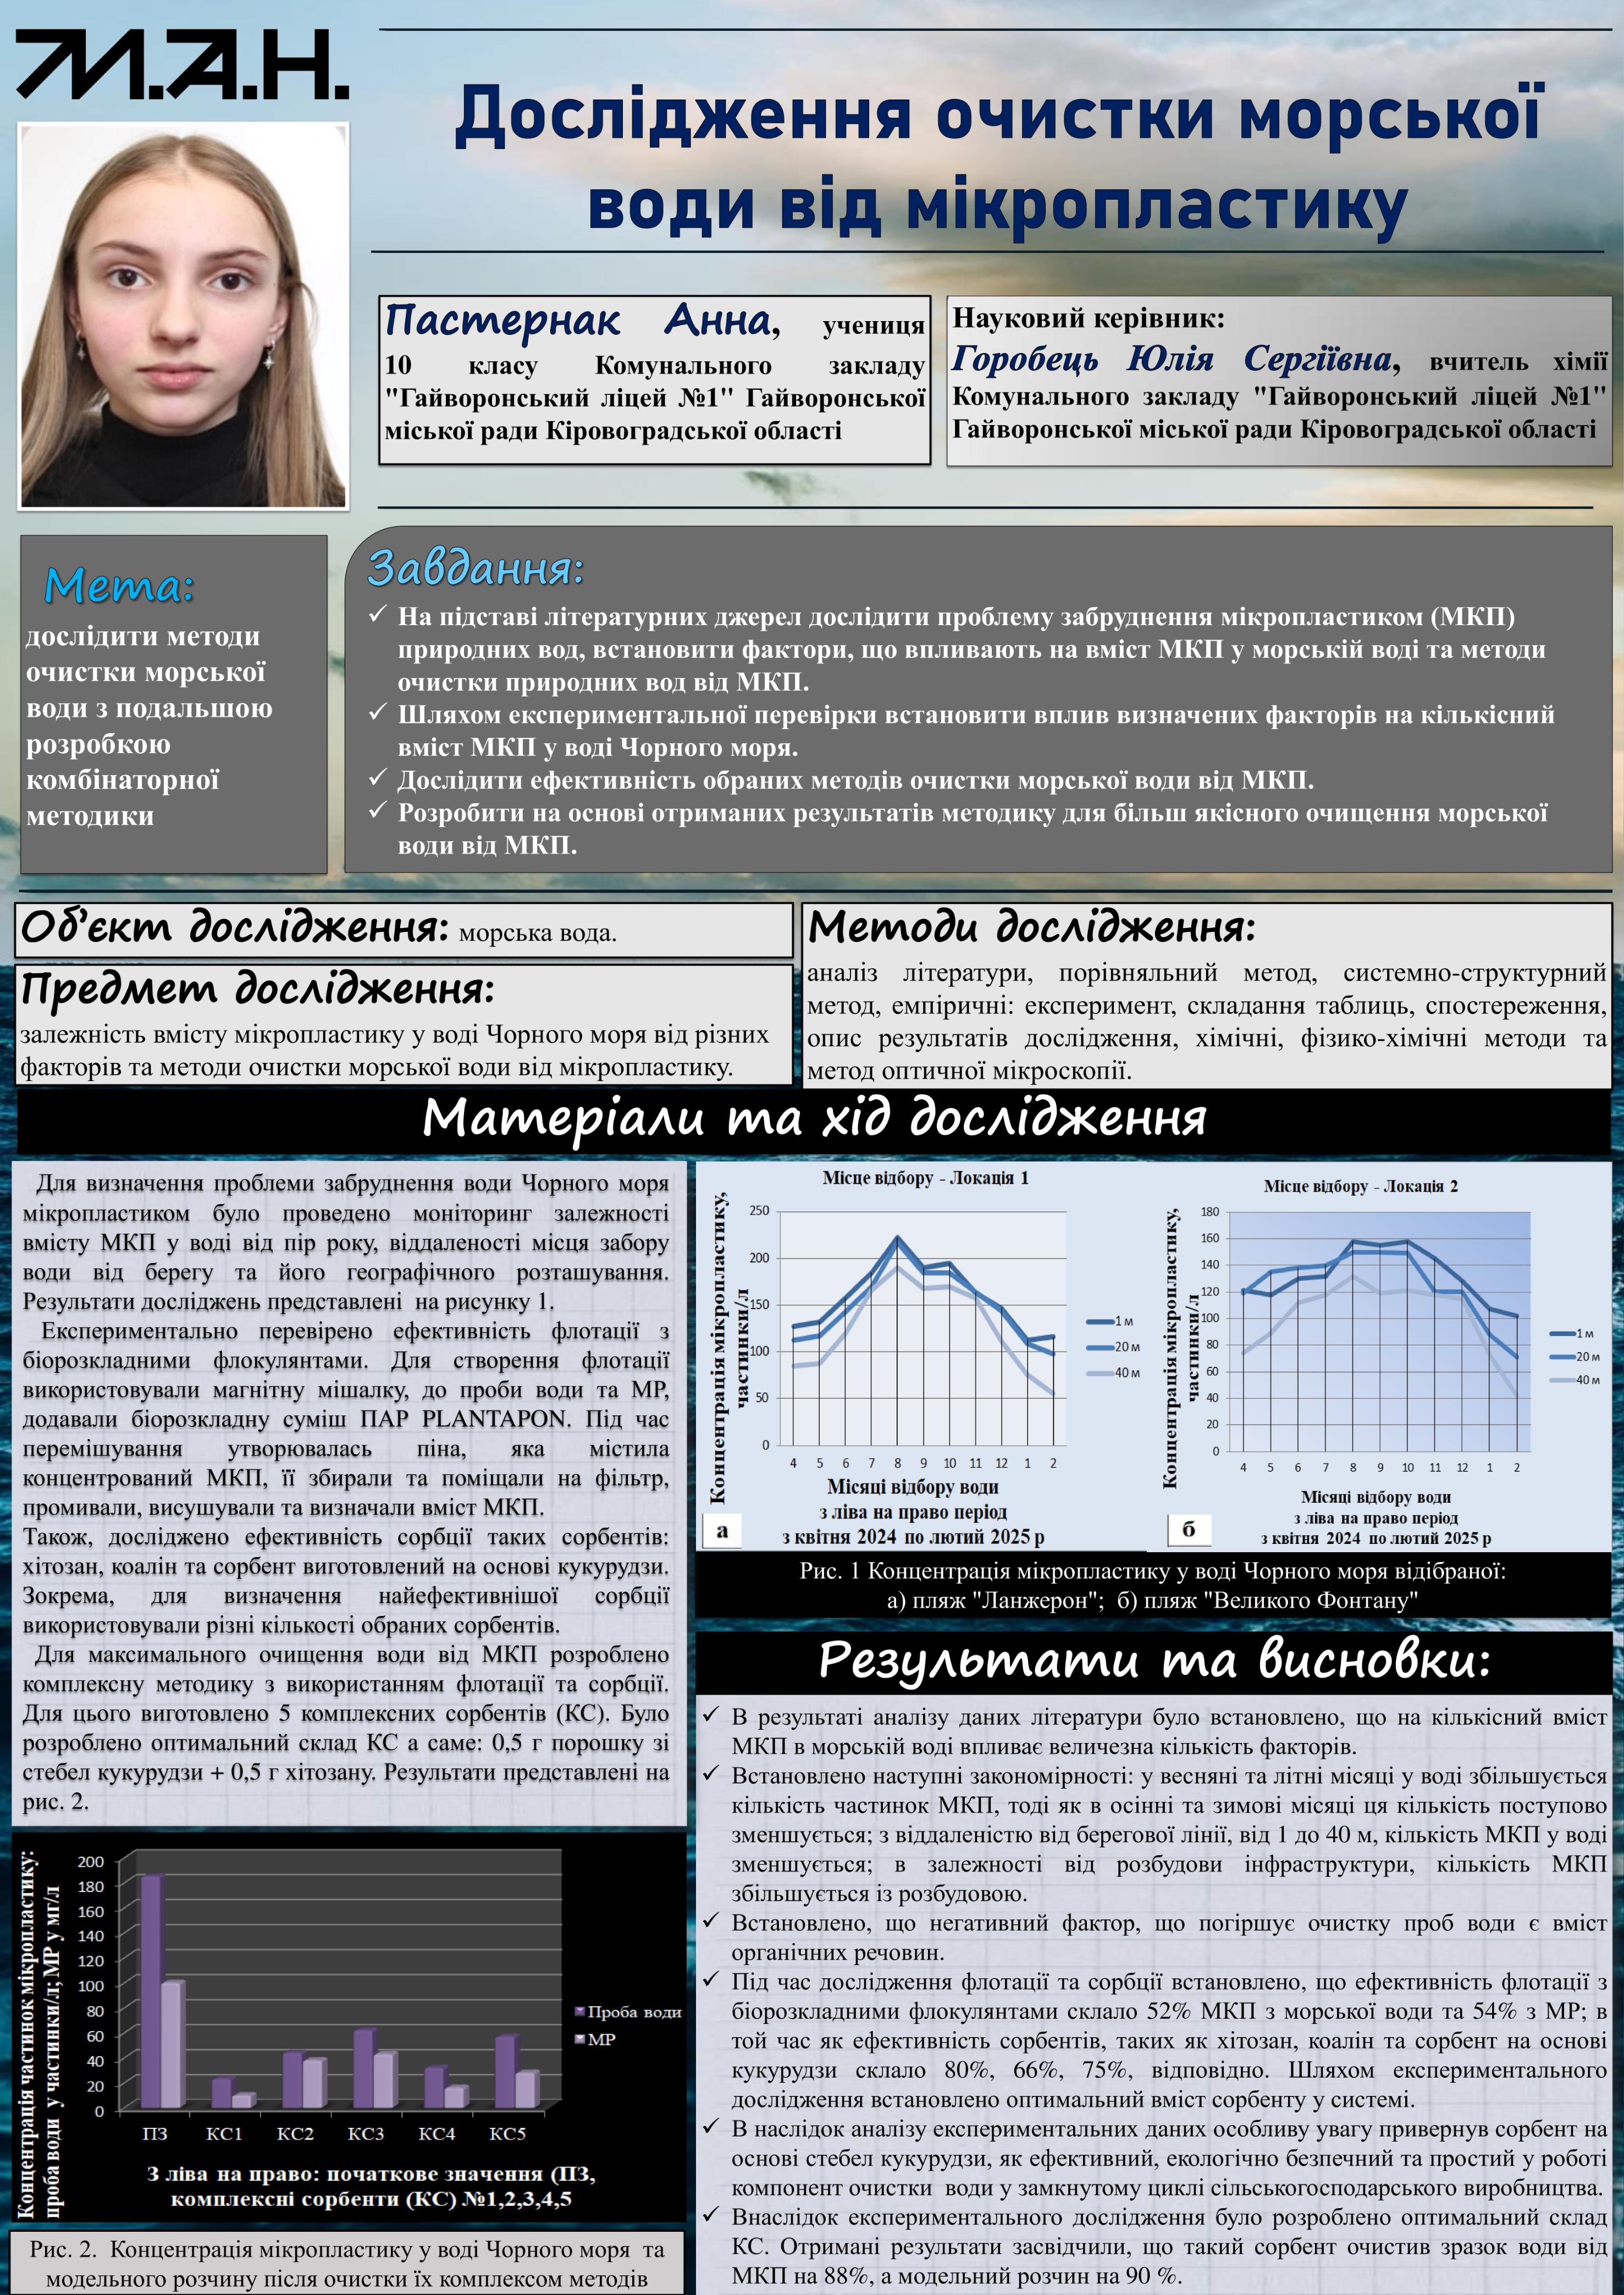 М.А.Н.
Дослідження очистки морської
води від мікропластику
Пастернак Анна, учениця
10 класу Комунального закладу
"Гайворонський ліцей №1" Гайворонської
міської ради Кіровоградської області
Науковий керівник:
Горобець Юлія Сергіївна, вчитель хімії
Комунального закладу "Гайворонський ліцей №1"
Гайворонської міської ради Кіровоградської області
Мета:
дослідити методи
очистки морської
води з подальшою
розробкою
комбінаторної
методики
Завдання:
✓ На підставі літературних джерел дослідити проблему забруднення мікропластиком (МКП)
природних вод, встановити фактори, що впливають на вміст МКП у морській воді та методи
очистки природних вод від МКП.
✓ Шляхом експериментальної перевірки встановити вплив визначених факторів на кількісний
вміст МКП у воді Чорного моря.
✓ Дослідити ефективність обраних методів очистки морської води від МКП.
✓ Розробити на основі отриманих результатів методику для більш якісного очищення морської
води від МКП.
Об'єкт дослідження: морська вода.
Предмет дослідження:
залежність вмісту мікропластику у воді Чорного моря від різних
факторів та методи очистки морської води від мікропластику.
Методи дослідження:
аналіз літератури, порівняльний метод, системно-структурний
метод, емпіричні: експеримент, складання таблиць, спостереження,
опис результатів дослідження, хімічні, фізико-хімічні методи та
метод оптичної мікроскопії.
Матеріали та хід дослідження
Для визначення проблеми забруднення води Чорного моря
мікропластиком було проведено моніторинг залежності
вмісту МКП у воді від пір року, віддаленості місця забору
води від берегу та його географічного розташування.
Результати досліджень представлені на рисунку 1.
Експериментально перевірено ефективність флотації з
біорозкладними флокулянтами. Для створення флотації
використовували магнітну мішалку, до проби води та МР,
додавали біорозкладну суміш ПАР PLANTAPON. Під час
перемішування утворювалась піна, яка містила
концентрований МКП, її збирали та поміщали на фільтр,
промивали, висушували та визначали вміст МКП.
Також, досліджено ефективність сорбції таких сорбентів:
хітозан, коалін та сорбент виготовлений на основі кукурудзи.
Зокрема, для визначення найефективнішої сорбції
використовували різні кількості обраних сорбентів.
Для максимального очищення води від МКП розроблено
комплексну методику з використанням флотації та сорбції.
Для цього виготовлено 5 комплексних сорбентів (КС). Було
розроблено оптимальний склад КС а саме: 0,5 г порошку зі
стебел кукурудзи + 0,5 г хітозану. Результати представлені на
рис. 2.
Місце відбору - Локація 1
Концентрація мікропластику,
частинки/л
250
200
150
100
50
0
4 5 6 7 8 9 10 11 12 1 2
1 м
20 м
40 м
Місяці відбору води
з ліва на право період
з квітня 2024 по лютий 2025 р
а
Місце відбору - Локація 2
Концентрація мікропластику,
частинки/л
180
160
140
120
100
80
60
40
20
0
4 5 6 7 8 9 10 11 12 1 2
1 м
20 м
40 м
Місяці відбору води
з ліва на право період
з квітня 2024 по лютий 2025 р
б
Рис. 1 Концентрація мікропластику у воді Чорного моря відібраної:
а) пляж "Ланжерон"; б) пляж "Великого Фонтану"
Результати та висновки:
✓ В результаті аналізу даних літератури було встановлено, що на кількісний вміст
МКП в морській воді впливає величезна кількість факторів.
✓ Встановлено наступні закономірності: у весняні та літні місяці у воді збільшується
кількість частинок МКП, тоді як в осінні та зимові місяці ця кількість поступово
зменшується; з віддаленістю від берегової лінії, від 1 до 40 м, кількість МКП у воді
зменшується; в залежності від розбудови інфраструктури, кількість МКП
збільшується із розбудовою.
✓ Встановлено, що негативний фактор, що погіршує очистку проб води є вміст
органічних речовин.
✓ Під час дослідження флотації та сорбції встановлено, що ефективність флотації з
біорозкладними флокулянтами склало 52% МКП з морської води та 54% з МР; в
той час як ефективність сорбентів, таких як хітозан, коалін та сорбент на основі
кукурудзи склало 80%, 66%, 75%, відповідно. Шляхом експериментального
дослідження встановлено оптимальний вміст сорбенту у системі.
✓ В наслідок аналізу експериментальних даних особливу увагу привернув сорбент на
основі стебел кукурудзи, як ефективний, екологічно безпечний та простий у роботі
компонент очистки води у замкнутому циклі сільськогосподарського виробництва.
✓ Внаслідок експериментального дослідження було розроблено оптимальний склад
КС. Отримані результати засвідчили, що такий сорбент очистив зразок води від
МКП на 88%, а модельний розчин на 90 %.
Концентрація частинок мікропластику:
проба води у частинки/л; МР у мг/л
200
180
160
140
120
100
80
60
40
20
0
ПЗ КС1 КС2 КС3 КС4 КС5
Проба води
МР
З ліва на право: початкове значення (ПЗ,
комплексні сорбенти (КС) №1,2,3,4,5
Рис. 2. Концентрація мікропластику у воді Чорного моря та
модельного розчину після очистки їх комплексом методів